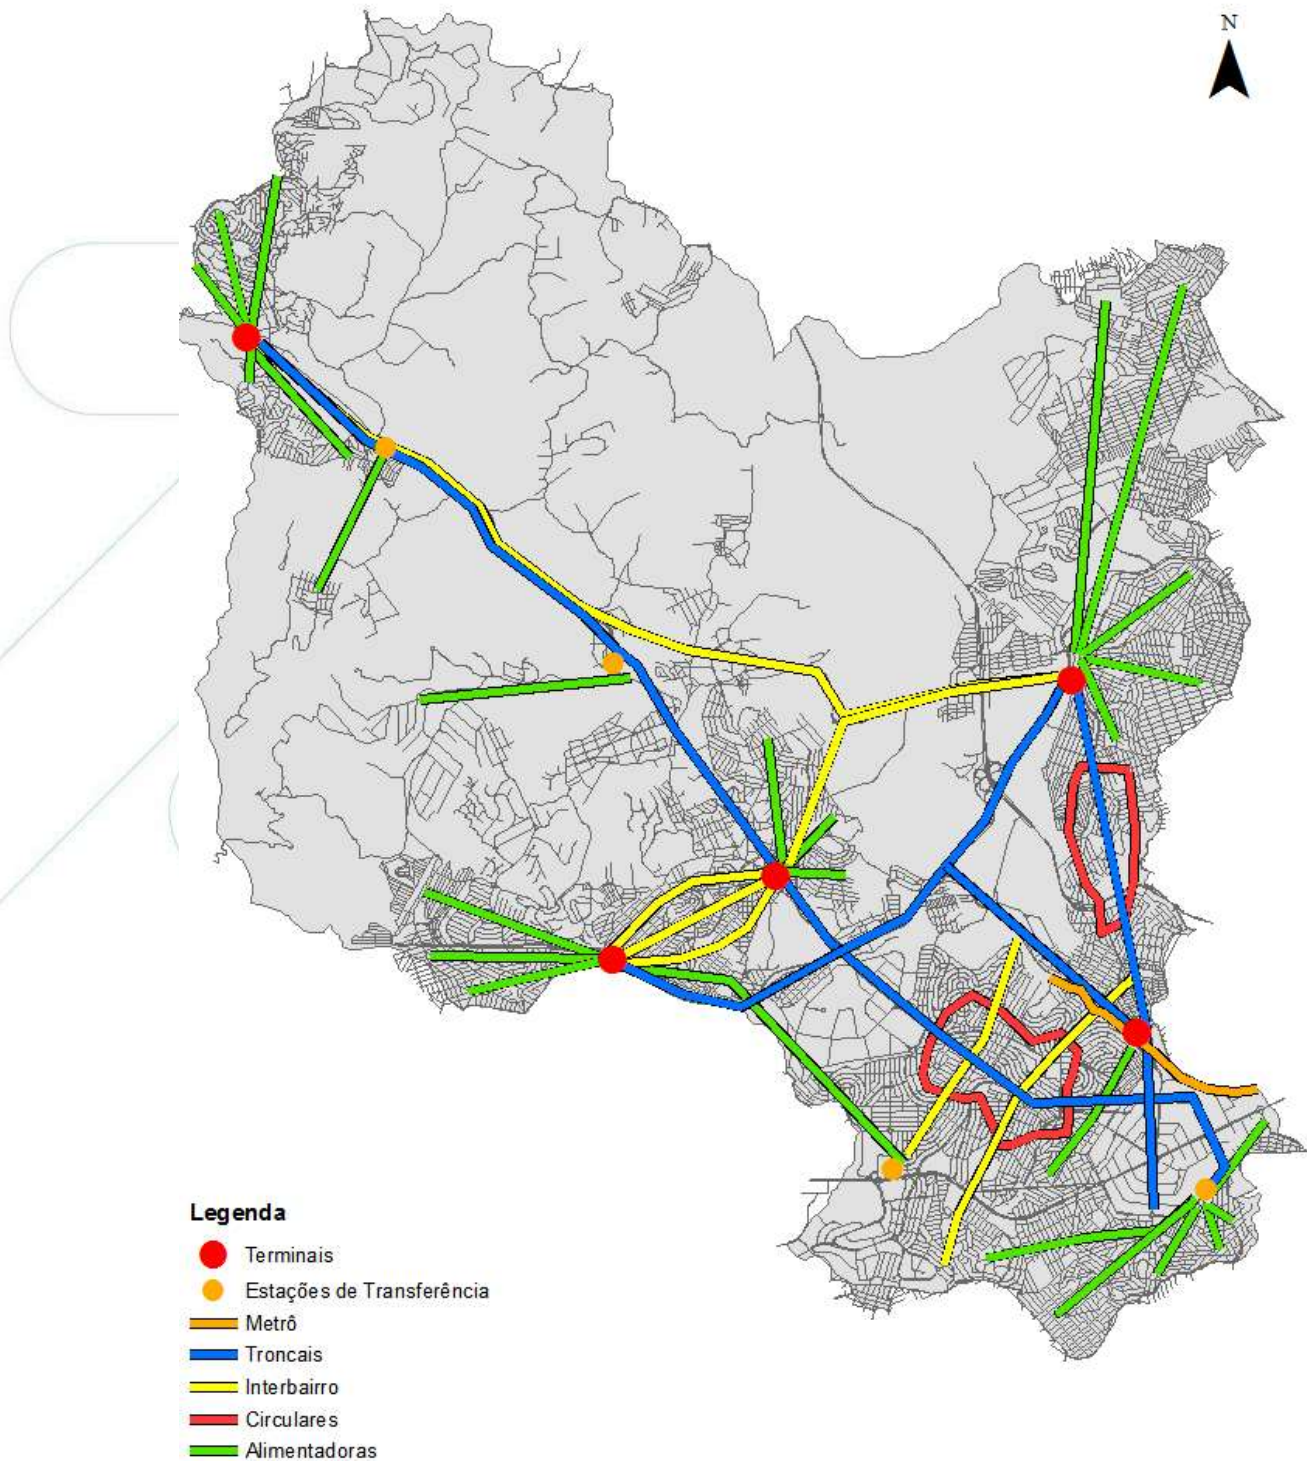 N
Legenda
Terminais
Estações de Transferência
Metrô
Troncais
Interbairro
Circulares
Alimentadoras